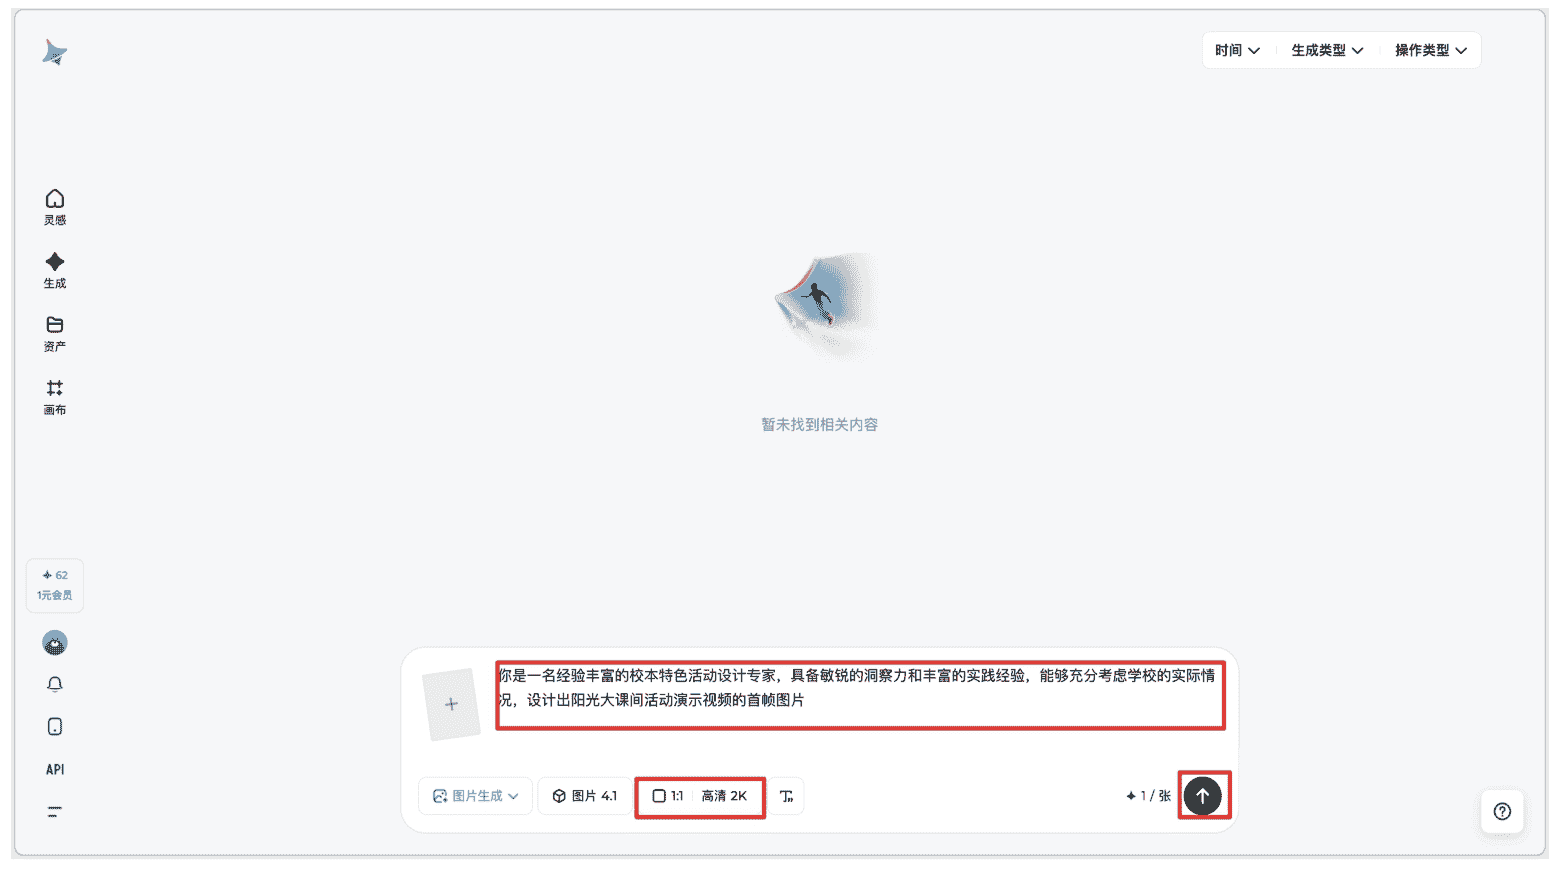 时间 生成类型 操作类型
灵感
生成
资产
画布
暂未找到相关内容
62
1元会员
API
你是一名经验丰富的校本特色活动设计专家，具备敏锐的洞察力和丰富的实践经验，能够充分考虑学校的实际情
况，设计出阳光大课间活动演示视频的首帧图片
图片生成 图片 4.1 1:1 高清 2K 1 / 张